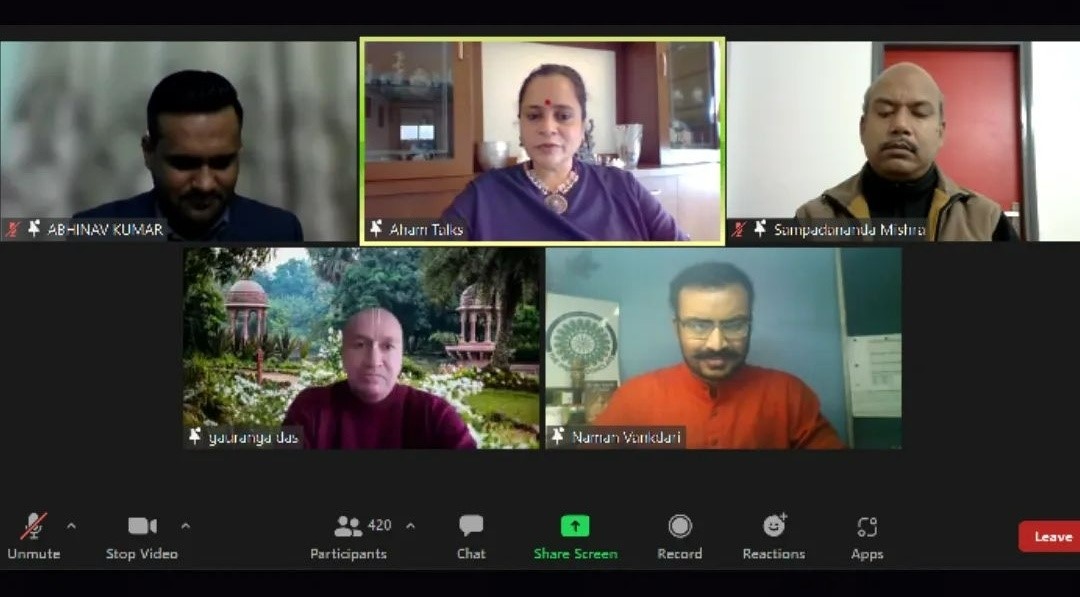 ABHINAV KUMAR
Aham Talks
Sampadananda Mishra
gauranga das
Naman Vankdari
420
Unmute
Stop Video
Participants
Chat
Share Screen
Record
Reactions
Apps
Leave